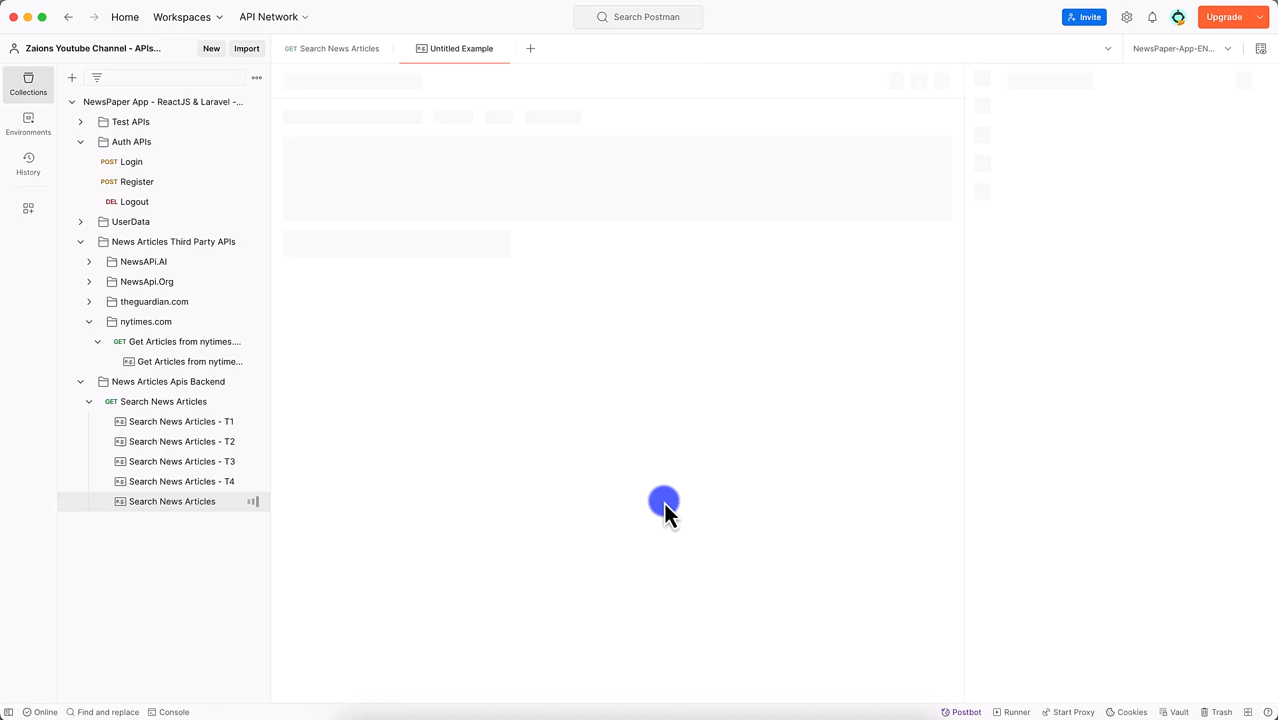 Home
Workspaces
API Network
Search Postman
Invite
Upgrade
Zaions Youtube Channel - APIs...
New
Import
GET Search News Articles
Untitled Example
NewsPaper-App-EN...
Collections
Environments
History
NewsPaper App - ReactJS & Laravel -...
Test APIs
Auth APIs
POST Login
POST Register
DEL Logout
UserData
News Articles Third Party APIs
NewsAPi.AI
NewsApi.Org
theguardian.com
nytimes.com
GET Get Articles from nytimes....
e.g. Get Articles from nytime...
News Articles Apis Backend
GET Search News Articles
e.g. Search News Articles - T1
e.g. Search News Articles - T2
e.g. Search News Articles - T3
e.g. Search News Articles - T4
e.g. Search News Articles
Online
Find and replace
Console
Postbot
Runner
Start Proxy
Cookies
Vault
Trash